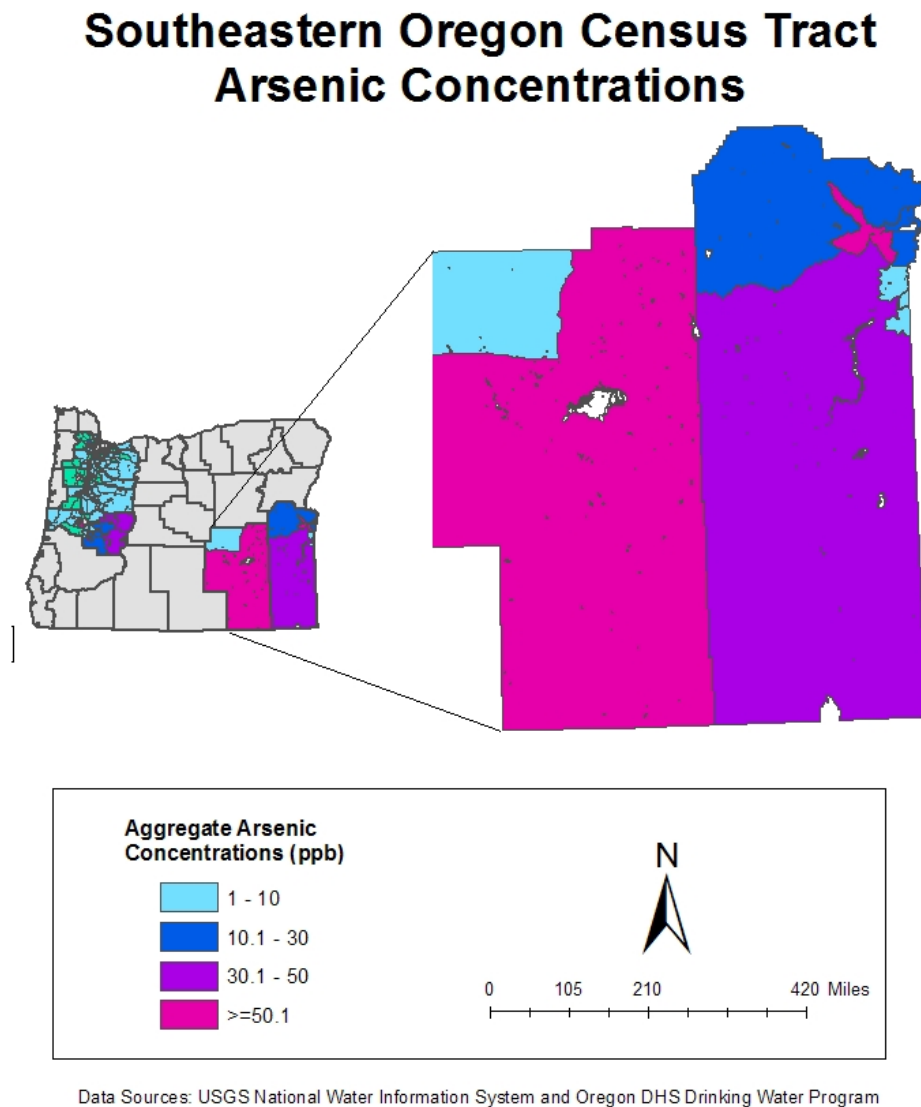 Southeastern Oregon Census Tract
Arsenic Concentrations
Aggregate Arsenic
Concentrations (ppb)
1 - 10
10.1 - 30
30.1 - 50
>=50.1
N
0 105 210 420 Miles
Data Sources: USGS National Water Information System and Oregon DHS Drinking Water Program